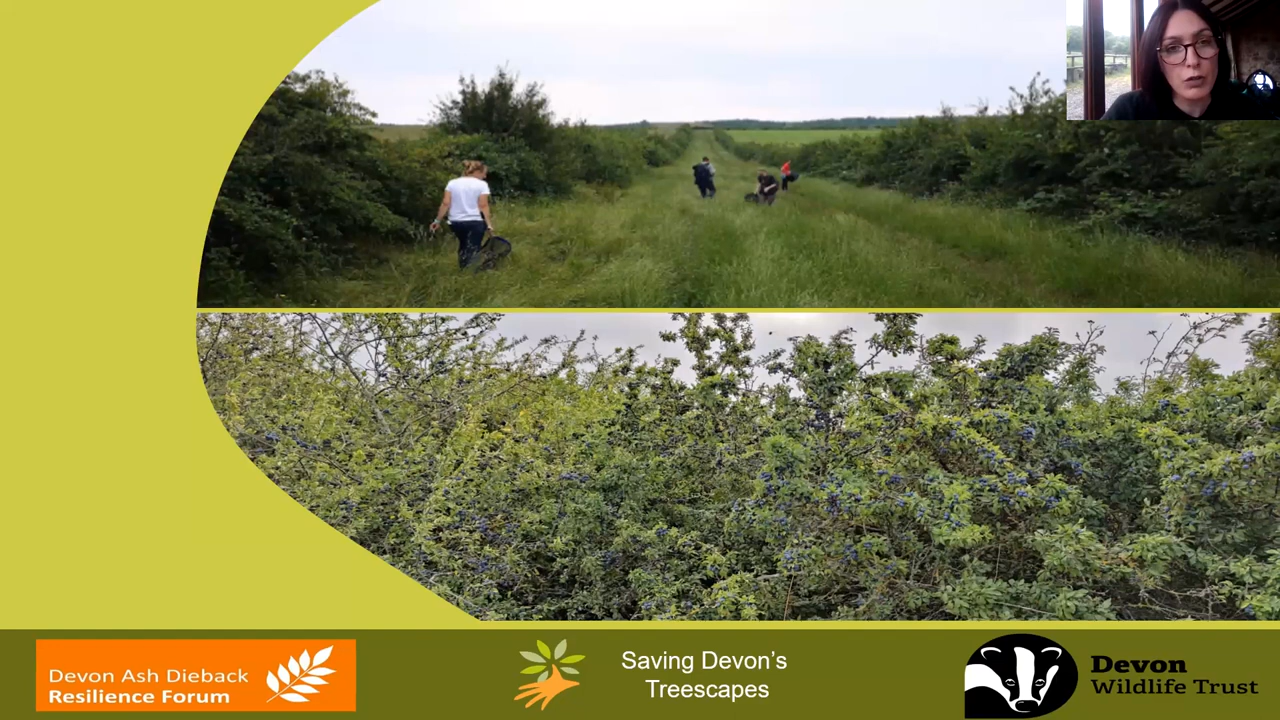 Devon Ash Dieback
Resilience Forum
Saving Devon's
Treescapes
Devon
Wildlife Trust